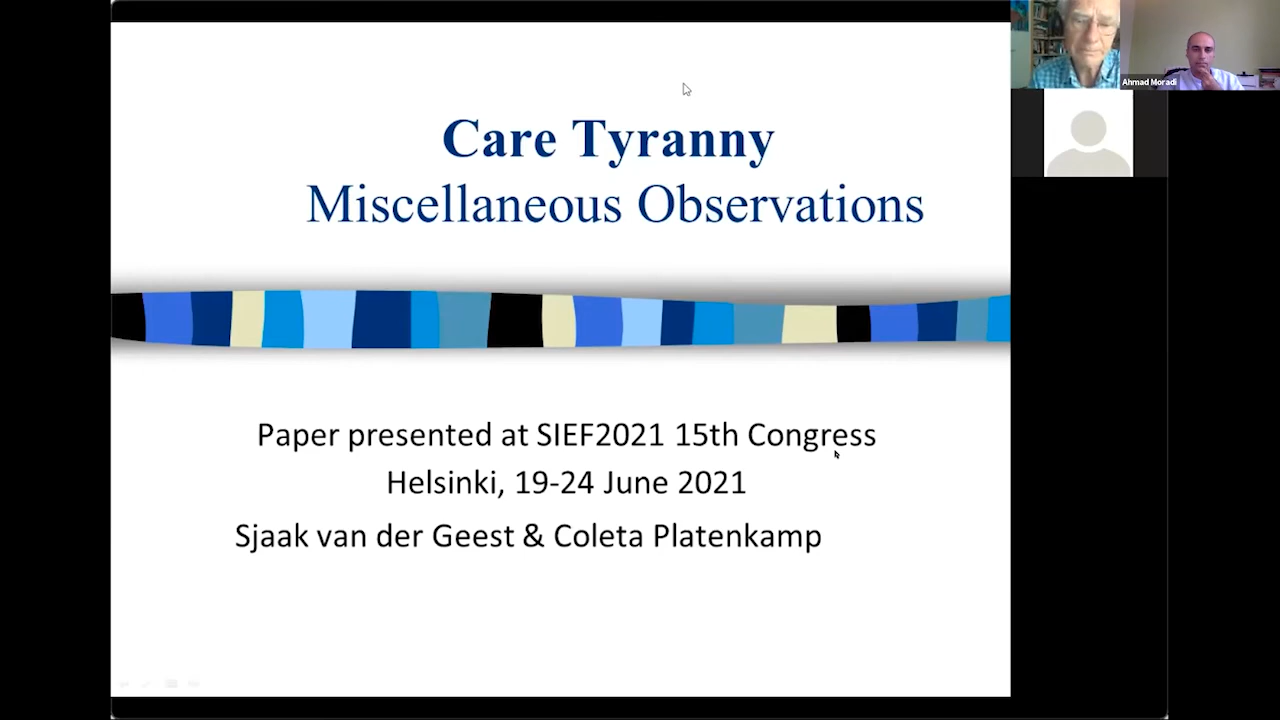 Care Tyranny
Miscellaneous Observations
Paper presented at SIEF2021 15th Congress
Helsinki, 19-24 June 2021
Sjaak van der Geest & Coleta Platenkamp
Ahmad Moradi